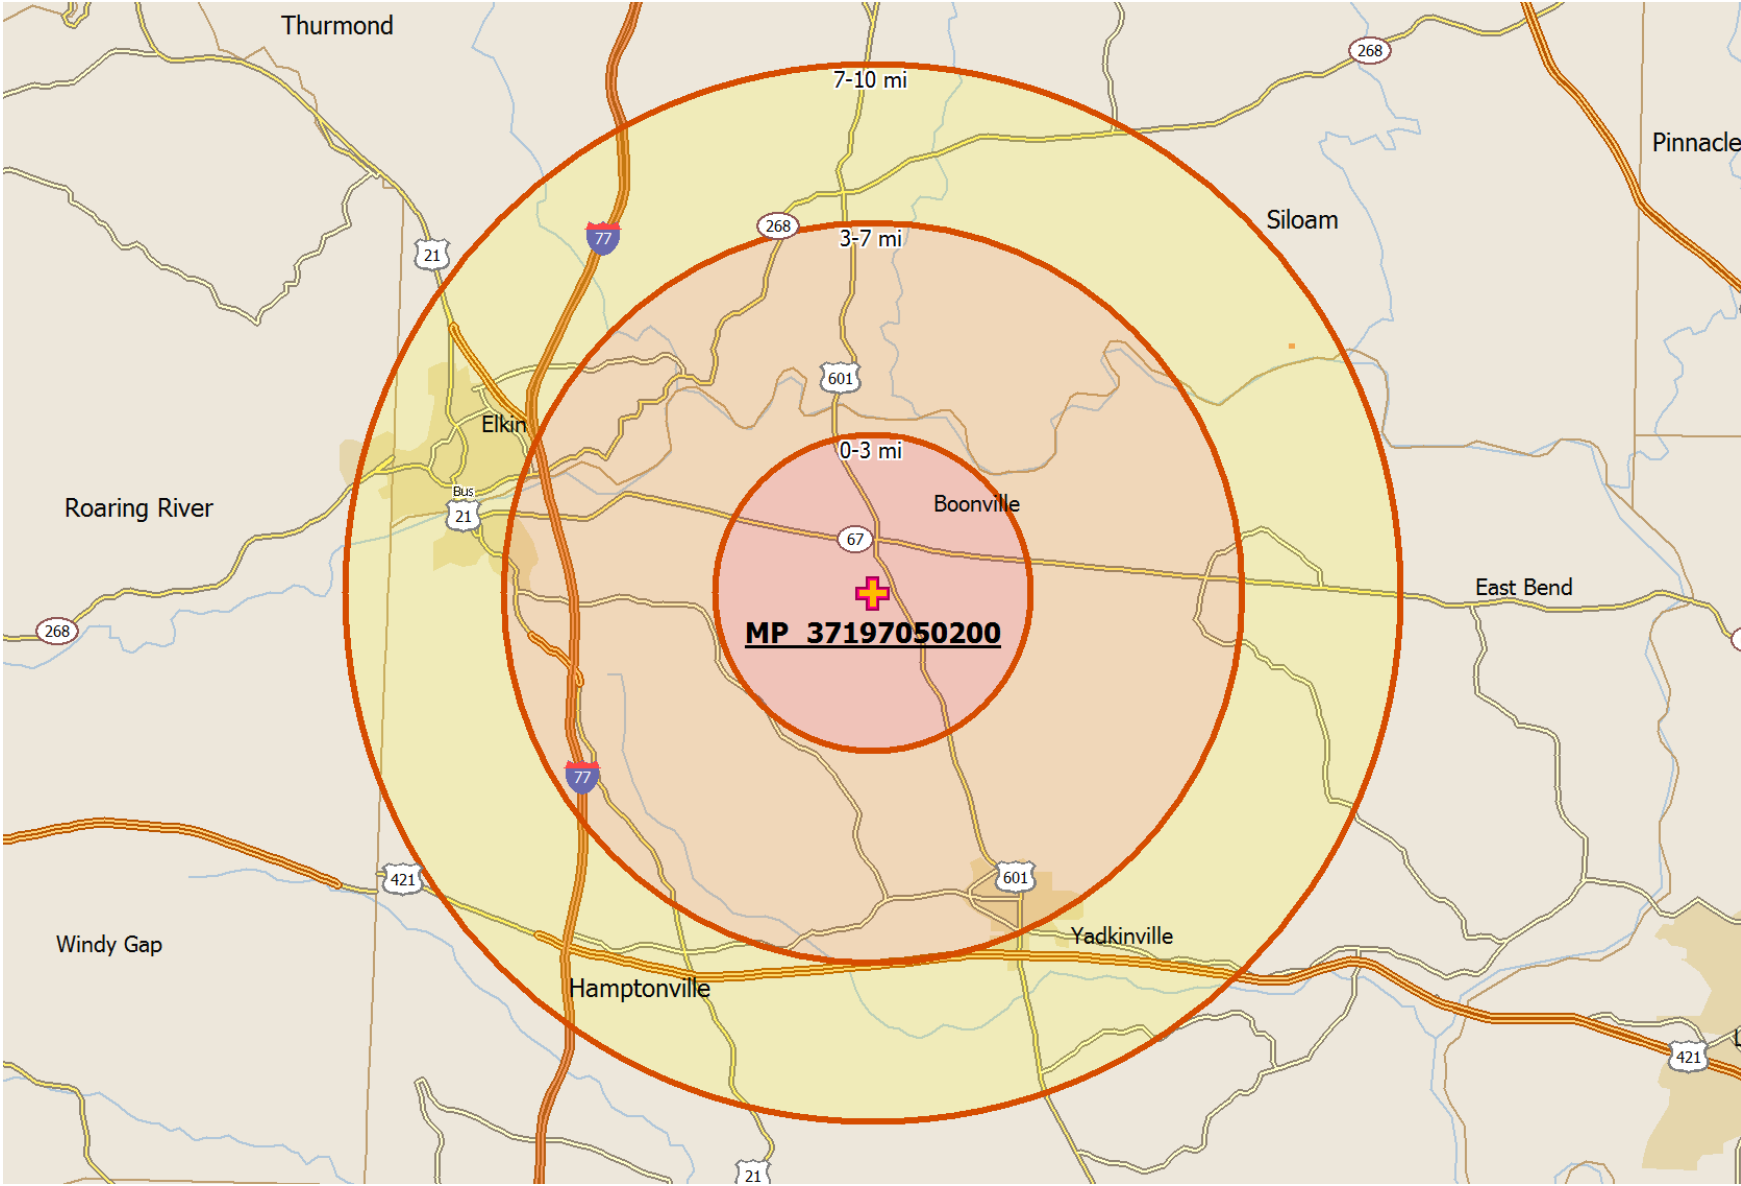 Thurmond
268
7-10 mi
Pinnacle
Siloam
268
77
3-7 mi
21
601
Elkin
0-3 mi
Bus
21
Boonville
Roaring River
67
East Bend
268
MP 37197050200
77
421
601
Windy Gap
Yadkinville
Hamptonville
421
21